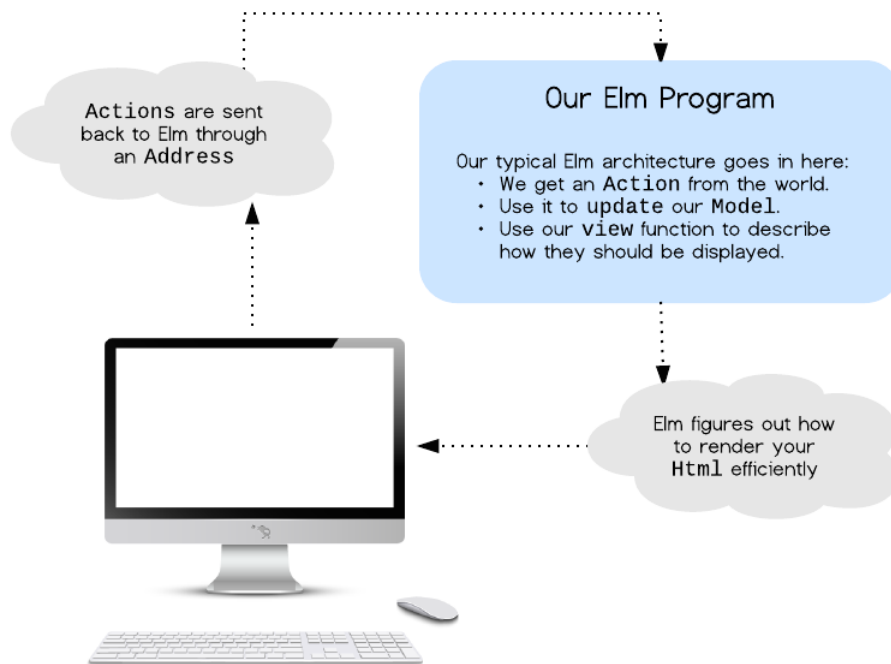 Actions are sent
back to Elm through
an Address
Our Elm Program
Our typical Elm architecture goes in here:
• We get an Action from the world.
• Use it to update our Model.
• Use our view function to describe
how they should be displayed.
Elm figures out how
to render your
Html efficiently